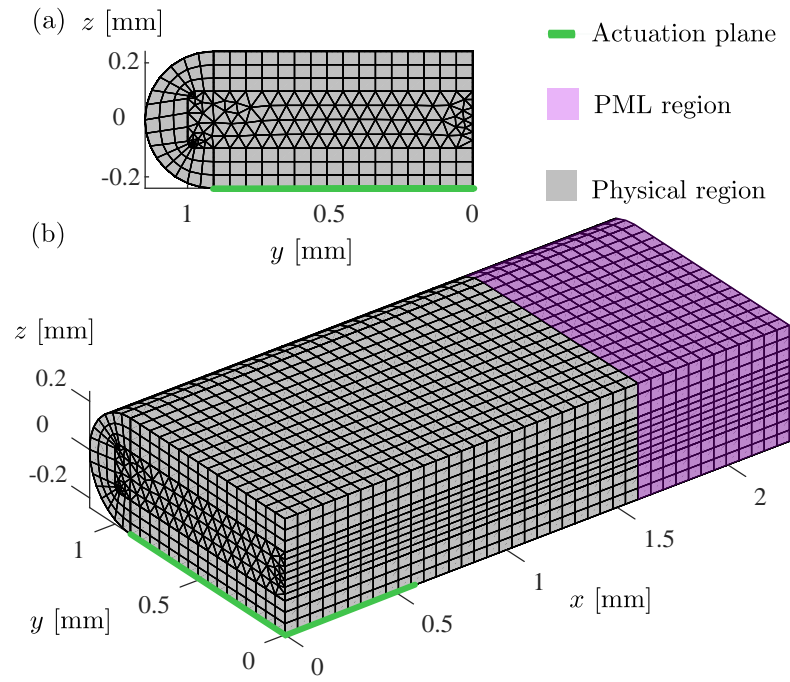 (a) z [mm]
0.2
0
-0.2
1 0.5 0
y [mm]
Actuation plane
PML region
Physical region
(b)
z [mm]
0.2
0
-0.2
1
0.5
0
y [mm]
0
0.5
1
1.5
2
x [mm]